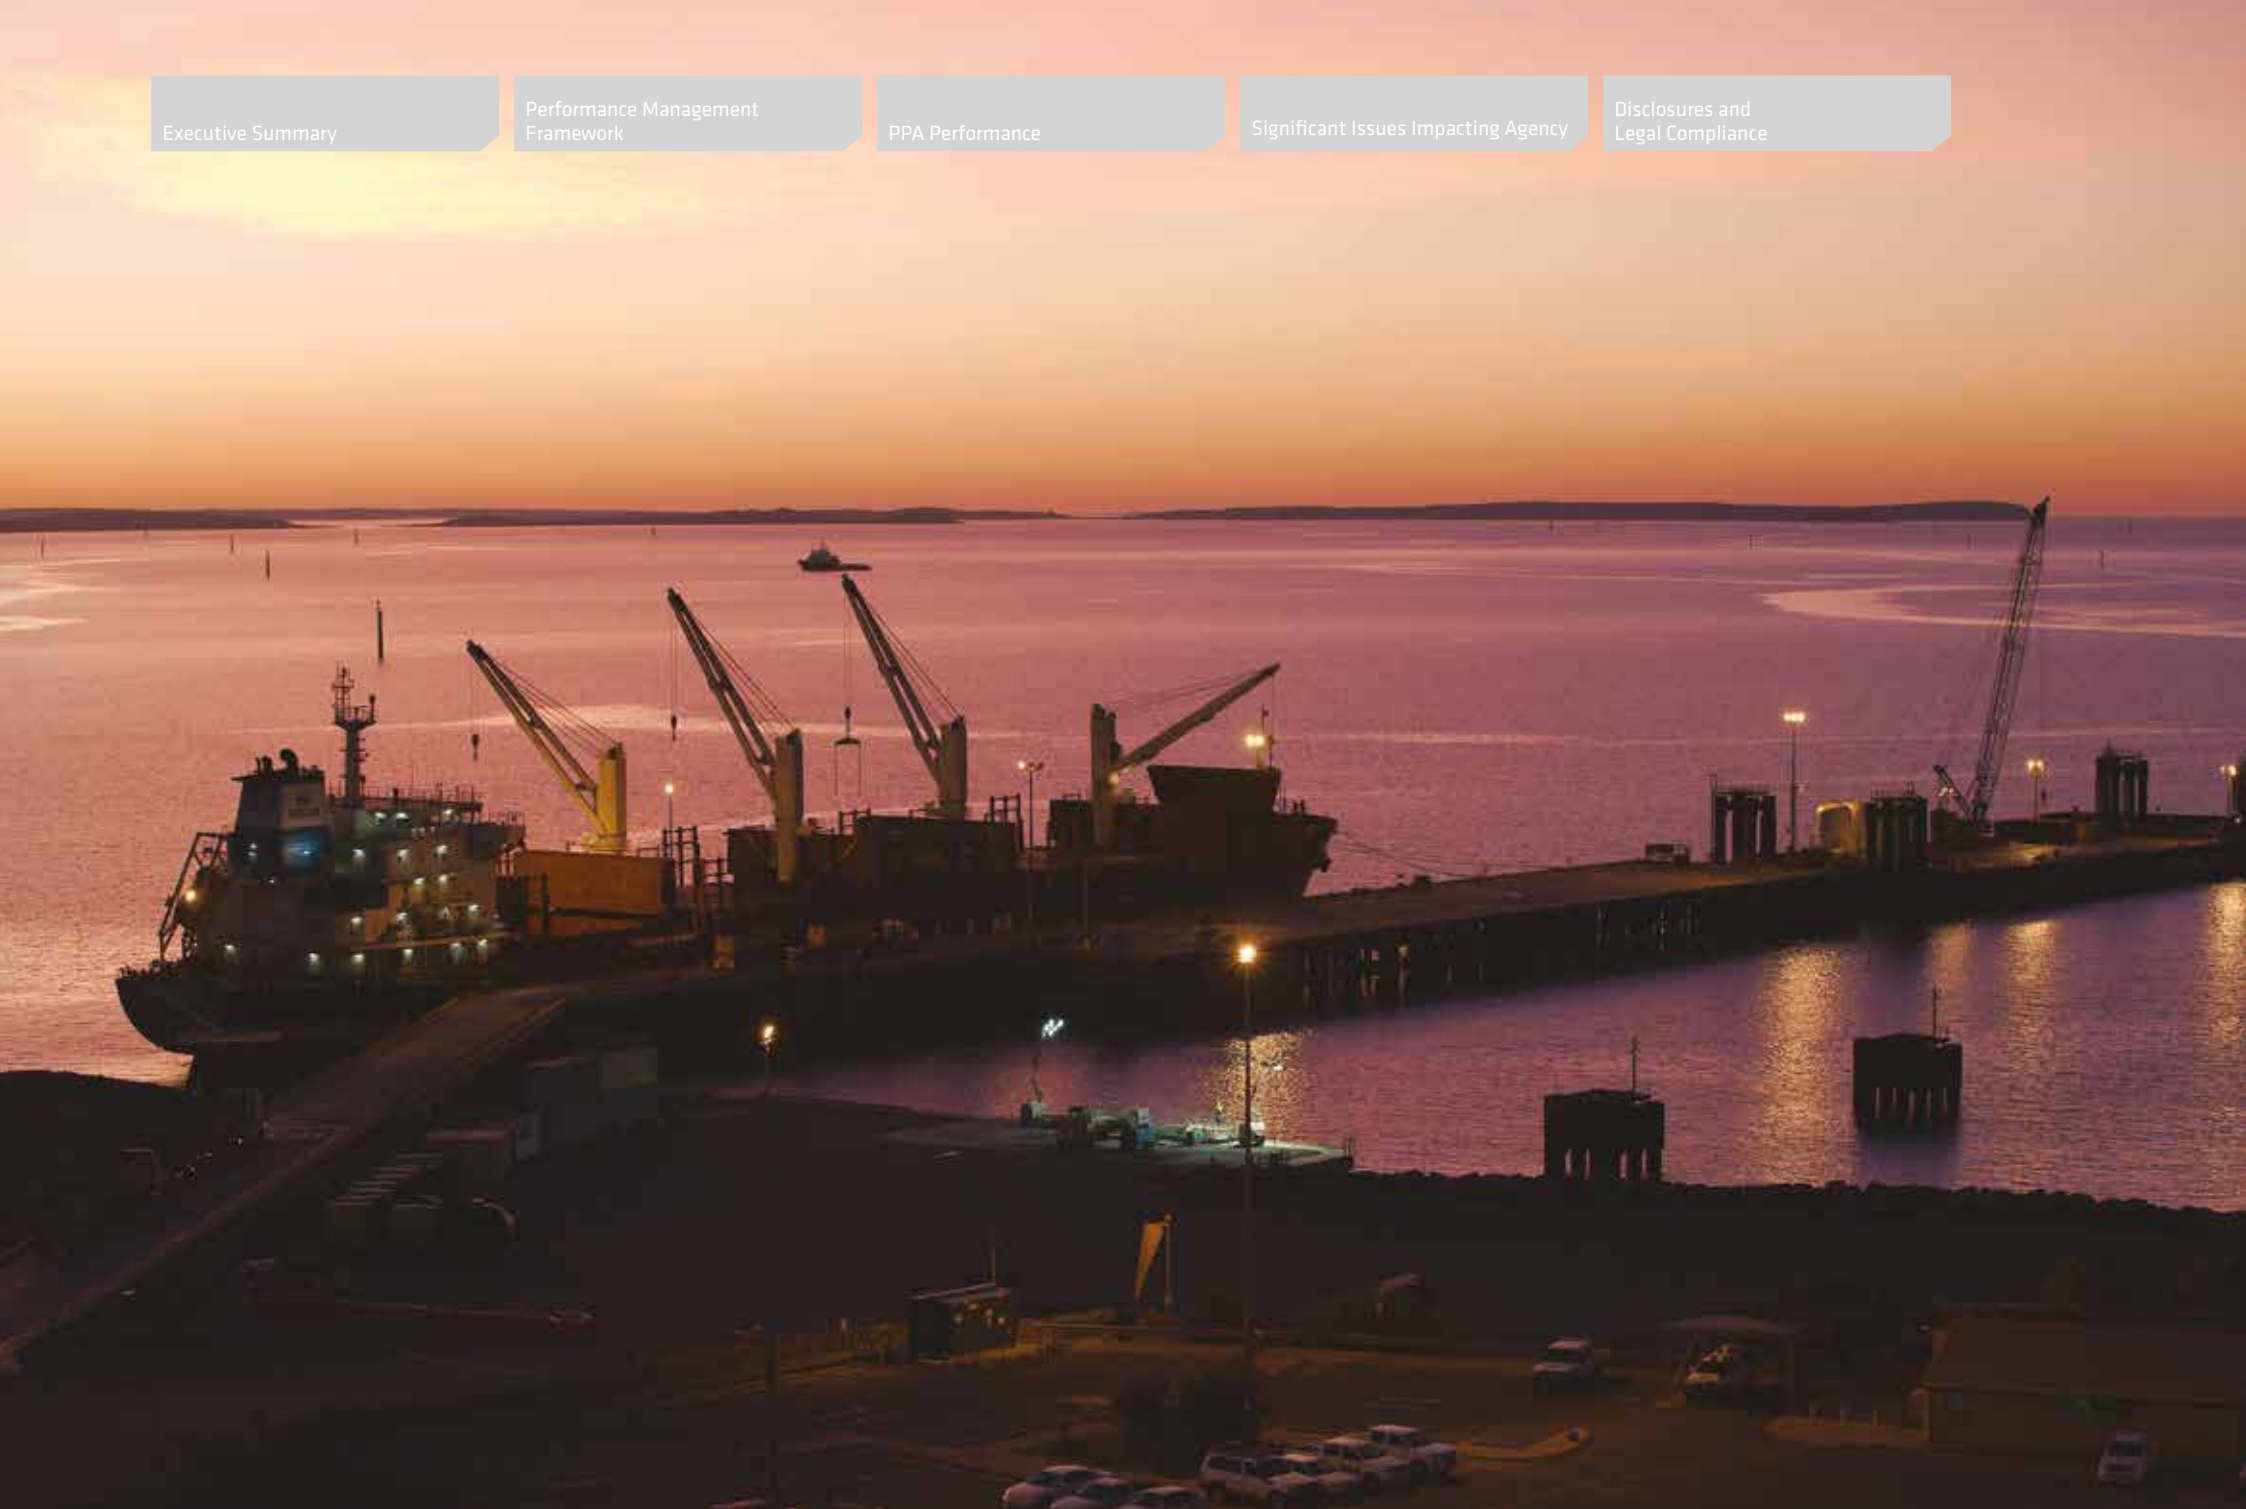 Executive Summary
Performance Management
Framework
PPA Performance
Significant Issues Impacting Agency
Disclosures and
Legal Compliance